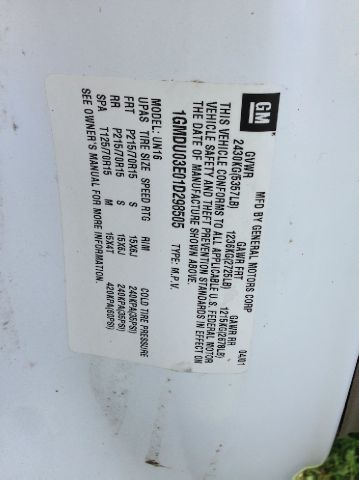 GM
MFD BY GENERAL MOTORS CORP 04/01
GVWR GAWR FRT GAWR RR
2430KG(5357LB) 1236KG(2725LB) 1215KG(2678LB)
THIS VEHICLE CONFORMS TO ALL APPLICABLE U.S. FEDERAL MOTOR
VEHICLE SAFETY AND THEFT PREVENTION STANDARDS IN EFFECT ON
THE DATE OF MANUFACTURE SHOWN ABOVE.
1GMDU03E01D298505 TYPE: M.P.V.
MODEL: UN16
UPAS TIRE SIZE SPEED RTG RIM COLD TIRE PRESSURE
FRT P215/70R15 S 15X6J 240KPA(35PSI)
RR P215/70R15 S 15X6J 240KPA(35PSI)
SPA T125/70R15 M 15X4T 420KPA(60PSI)
SEE OWNER'S MANUAL FOR MORE INFORMATION